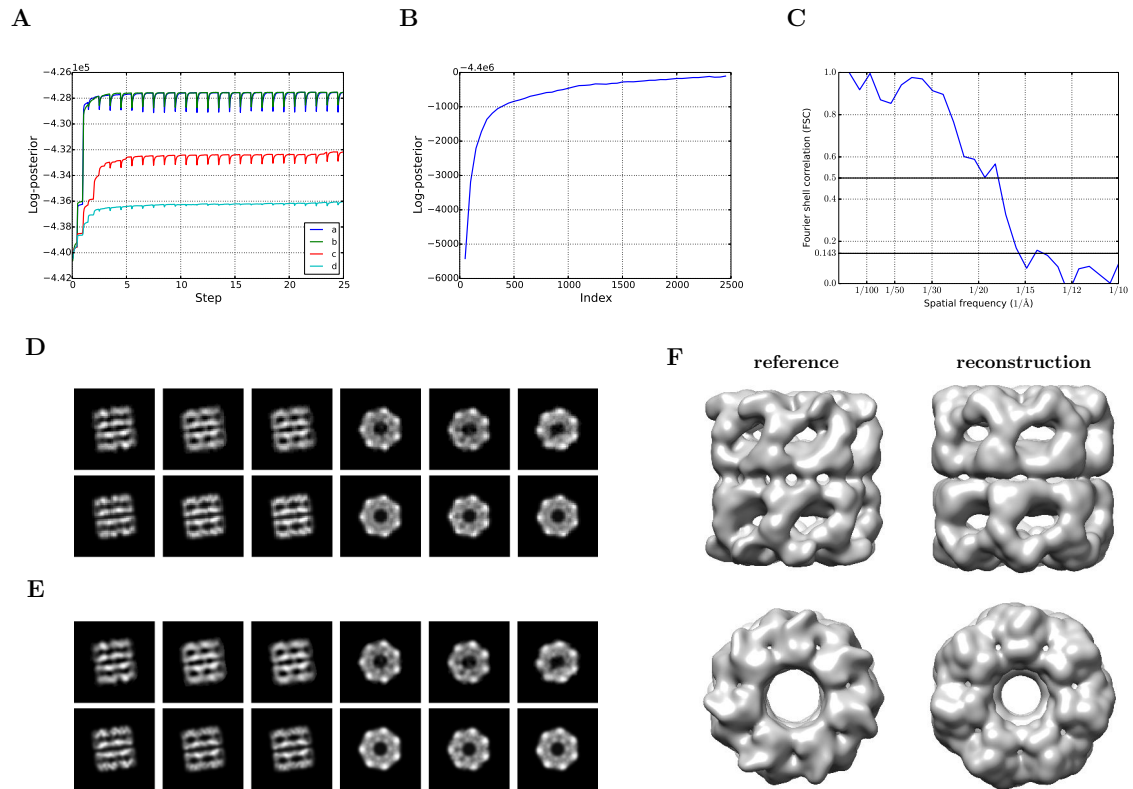 A
−4.26 1e5
−4.28
−4.30
−4.32
−4.34
−4.36
−4.38
−4.40
−4.42
Log-posterior
0 5 10 15 20 25
Step
a
b
c
d
B
0 −4.4e6
−1000
−2000
−3000
−4000
−5000
−6000
Log-posterior
0 500 1000 1500 2000 2500
Index
C
1.0
0.8
0.6
0.5
0.2
0.143
0.0
Fourier shell correlation (FSC)
1/100 1/50 1/30 1/20 1/15 1/12 1/10
Spatial frequency (1/Å)
D
E
F
reference reconstruction